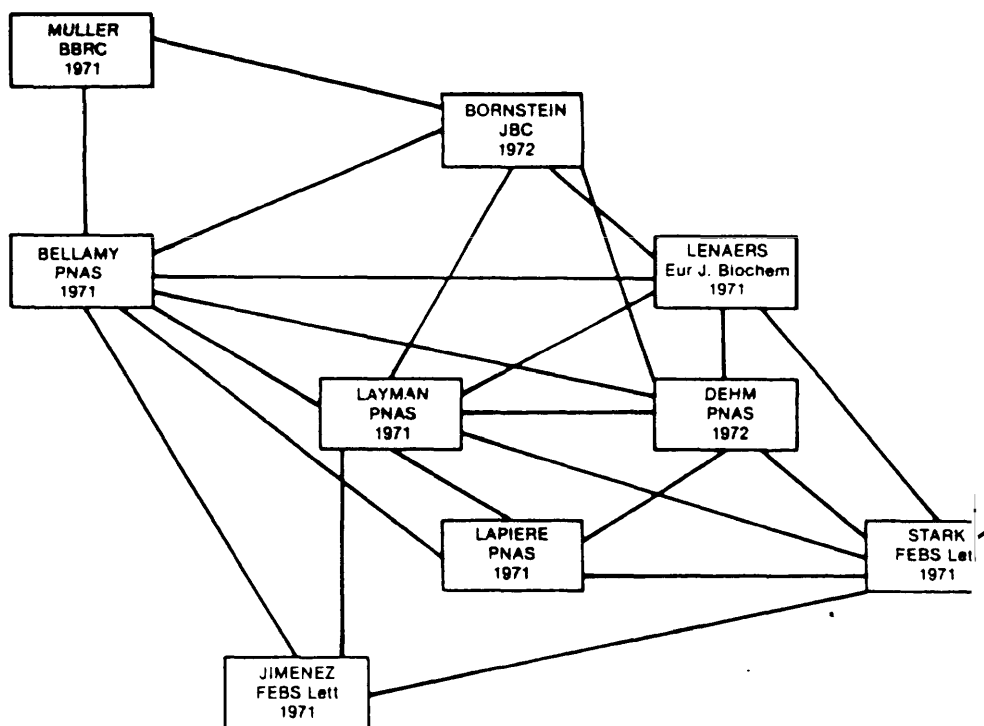 MULLER
BBRC
1971
BORNSTEIN
JBC
1972
BELLAMY
PNAS
1971
LENAERS
Eur J. Biochem
1971
LAYMAN
PNAS
1971
DEHM
PNAS
1972
LAPIERE
PNAS
1971
STARK
FEBS Let
1971
JIMENEZ
FEBS Lett
1971